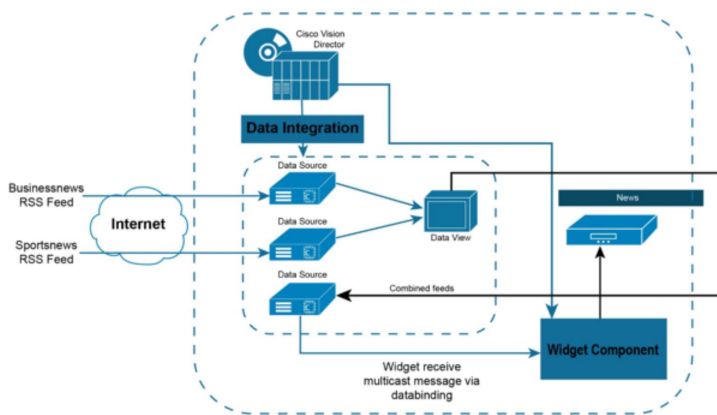 Cisco Vision
Director
Data Integration
Data Source
Businessnews
RSS Feed
Internet
News
Data Source
Data View
Sportsnews
RSS Feed
Data Source
Combined feeds
Widget Component
Widget receive
multicast message via
databinding